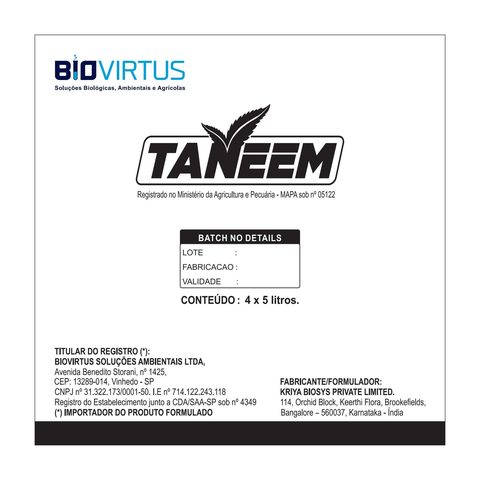 BIOVIRTUS
Soluções Biológicas, Ambientais e Agrícolas
TANEEM
Registrado no Ministério da Agricultura e Pecuária - MAPA sob nº 05122
BATCH NO DETAILS
LOTE :
FABRICACAO :
VALIDADE :
CONTEÚDO : 4 x 5 litros.
TITULAR DO REGISTRO (*):
BIOVIRTUS SOLUÇÕES AMBIENTAIS LTDA,
Avenida Benedito Storani, nº 1425,
CEP: 13289-014, Vinhedo - SP
CNPJ nº 31.322.173/0001-50, I.E nº 714.122.243.118
Registro do Estabelecimento junto a CDA/SAA-SP sob nº 4349
(*) IMPORTADOR DO PRODUTO FORMULADO
FABRICANTE/FORMULADOR:
KRIYA BIOSYS PRIVATE LIMITED.
114, Orchid Block, Keerthi Flora, Brookefields,
Bangalore – 560037, Karnataka - Índia